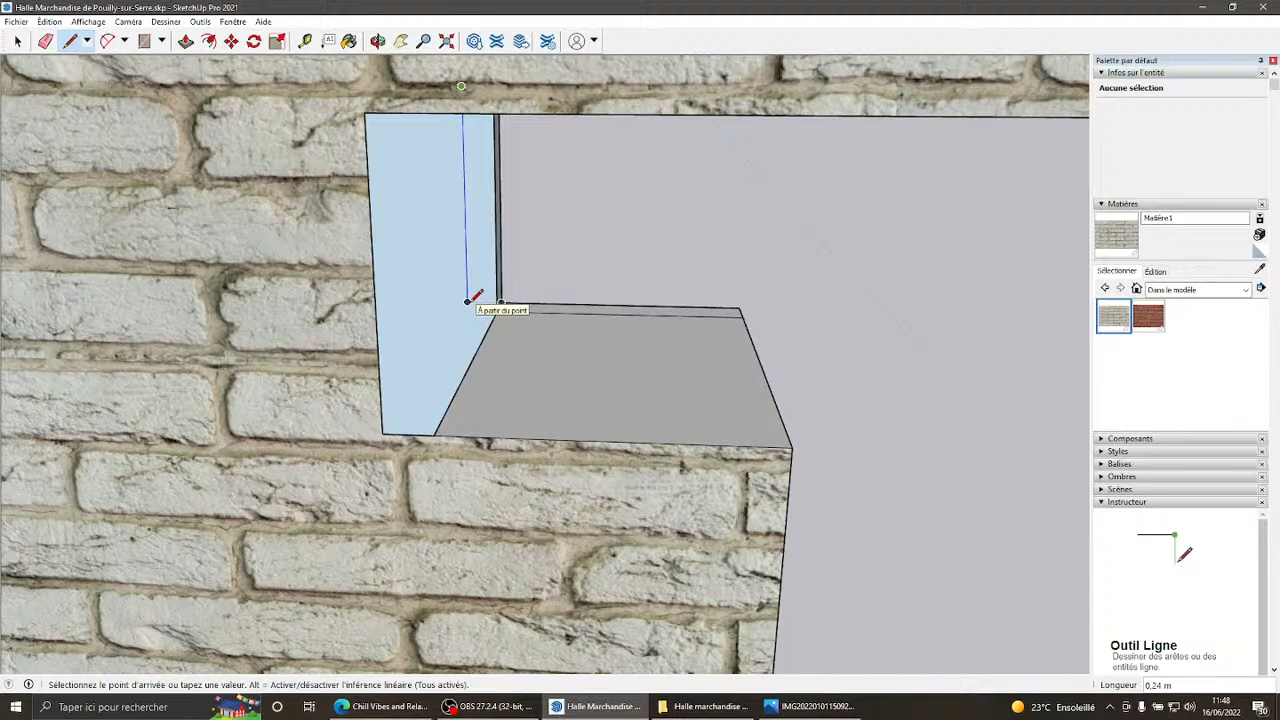 Halle Marchandise de Pouilly-sur-Serre.skp - SketchUp Pro 2021
Fichier Édition Affichage Caméra Dessiner Outils Fenêtre Aide
Palette par défaut
Infos sur l'entité
Aucune sélection
Matières
Matière1
Sélectionner Édition
Dans le modèle
À partir du point
Composants
Styles
Balises
Ombres
Scènes
Instructeur
Outil Ligne
Dessiner des arêtes ou des
entités ligne.
Sélectionnez le point d'arrivée ou tapez une valeur. Alt = Activer/désactiver l'inférence linéaire (Tous activés).
Longueur 0,24 m
Taper ici pour rechercher
Chill Vibes and Rela...
OBS 27.2.4 (32-bit, ...
Halle Marchandise ...
Halle marchandise ...
IMG2022010115092...
23°C Ensoleillé
11:48
16/06/2022